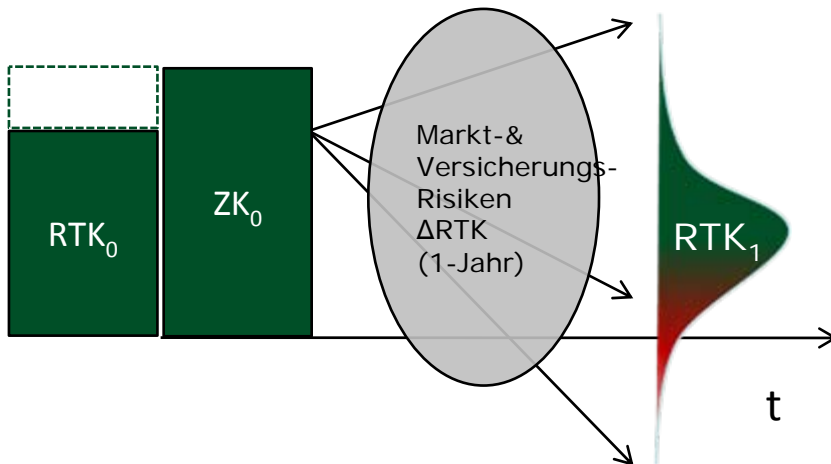 RTK₀
ZK₀
Markt-&
Versicherungs-
Risiken
ΔRTK
(1-Jahr)
RTK₁
t